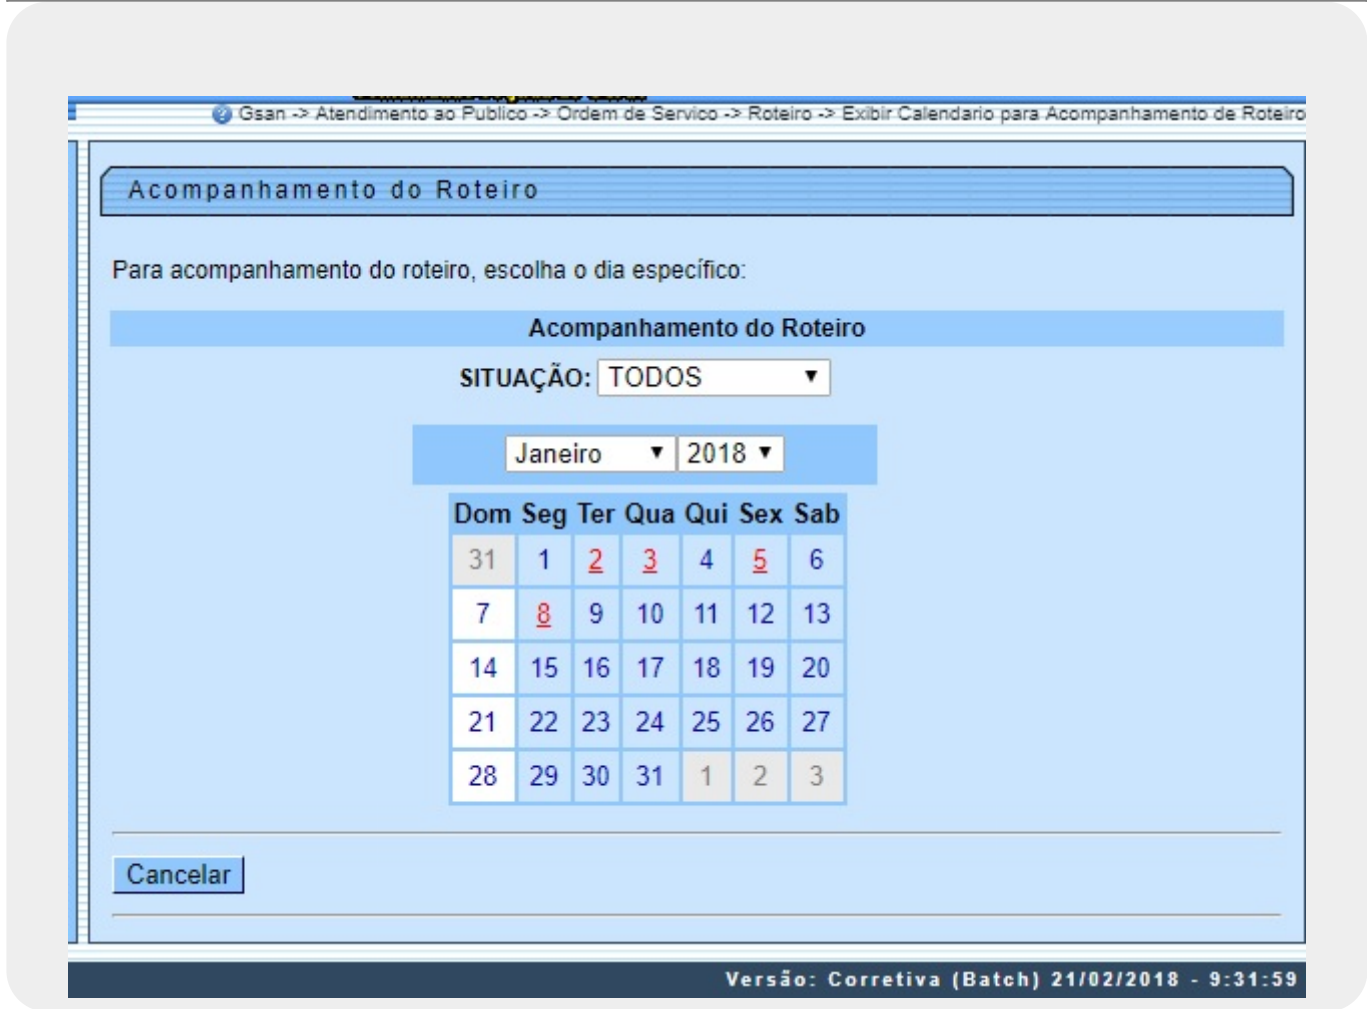 Gsan -> Atendimento ao Publico -> Ordem de Servico -> Roteiro -> Exibir Calendario para Acompanhamento de Roteiro
Acompanhamento do Roteiro
Para acompanhamento do roteiro, escolha o dia específico:
Acompanhamento do Roteiro
SITUAÇÃO: TODOS
Janeiro 2018
Dom Seg Ter Qua Qui Sex Sab
31 1 2 3 4 5 6
7 8 9 10 11 12 13
14 15 16 17 18 19 20
21 22 23 24 25 26 27
28 29 30 31 1 2 3
Cancelar
Versão: Corretiva (Batch) 21/02/2018 - 9:31:59